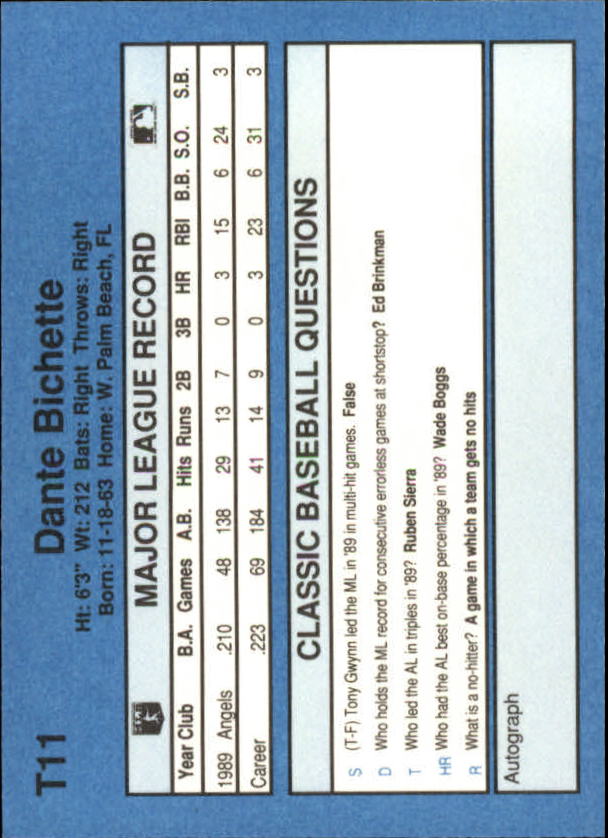 T11
Dante Bichette
Ht: 6'3" Wt: 212 Bats: Right Throws: Right
Born: 11-18-63 Home: W. Palm Beach, FL
MAJOR LEAGUE RECORD
Year Club B.A. Games A.B. Hits Runs 2B 3B HR RBI B.B. S.O. S.B.
1989 Angels .210 48 138 29 13 7 0 3 15 6 24 3
Career .223 69 184 41 14 9 0 3 23 6 31 3
CLASSIC BASEBALL QUESTIONS
S (T-F) Tony Gwynn led the ML in '89 in multi-hit games. False
D Who holds the ML record for consecutive errorless games at shortstop? Ed Brinkman
T Who led the AL in triples in '89? Ruben Sierra
HR Who had the AL best on-base percentage in '89? Wade Boggs
R What is a no-hitter? A game in which a team gets no hits
Autograph